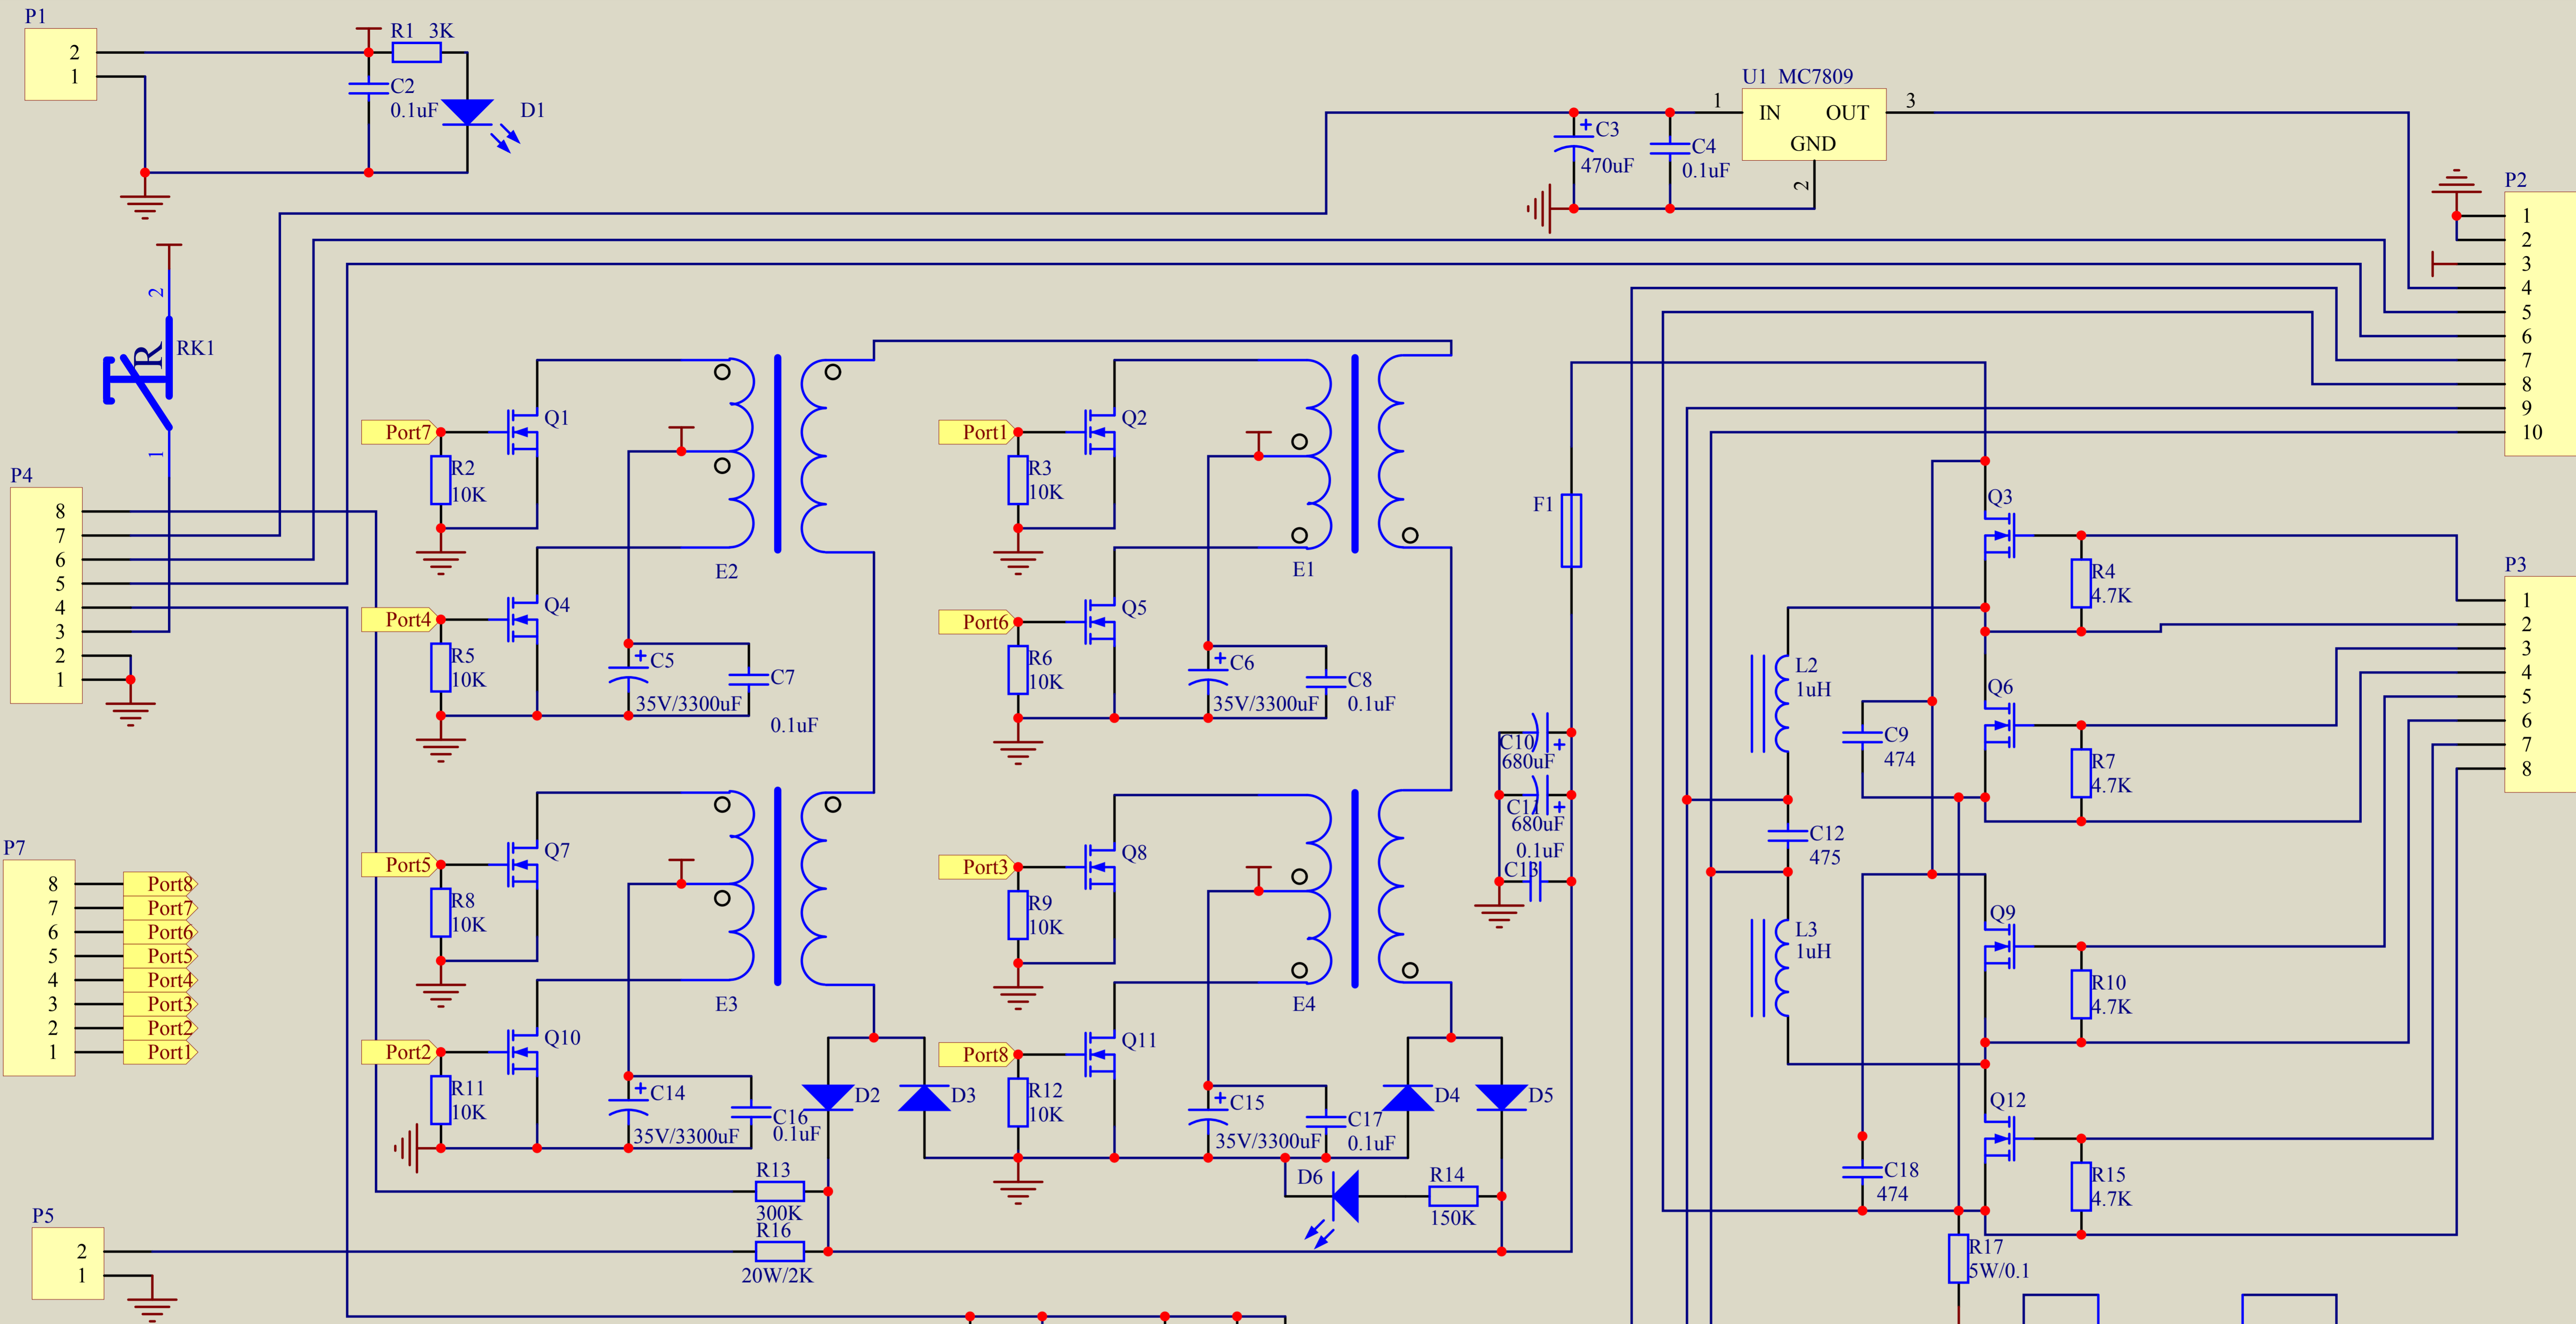 P1
2
1
R1 3K
C2
0.1uF
D1
U1 MC7809
1
IN
OUT
3
GND
2
C3
470uF
C4
0.1uF
P2
1
2
3
4
5
6
7
8
9
10
2
R
RK1
1
P4
8
7
6
5
4
3
2
1
Port7
Q1
R2
10K
E2
Port4
Q4
R5
10K
C5
35V/3300uF
C7
0.1uF
Port1
Q2
R3
10K
E1
Port6
Q5
R6
10K
C6
35V/3300uF
C8
0.1uF
F1
C10
680uF
C11
680uF
0.1uF
C13
Q3
R4
4.7K
L2
1uH
Q6
C9
474
R7
4.7K
C12
475
L3
1uH
Q9
R10
4.7K
Q12
C18
474
R15
4.7K
R17
5W/0.1
P3
1
2
3
4
5
6
7
8
P7
8
7
6
5
4
3
2
1
Port8
Port7
Port6
Port5
Port4
Port3
Port2
Port1
Port5
Q7
R8
10K
E3
Port2
Q10
R11
10K
C14
35V/3300uF
C16
0.1uF
D2
D3
Port3
Q8
R9
10K
E4
Port8
Q11
R12
10K
C15
35V/3300uF
C17
0.1uF
D4
D5
R13
300K
R16
20W/2K
D6
R14
150K
P5
2
1